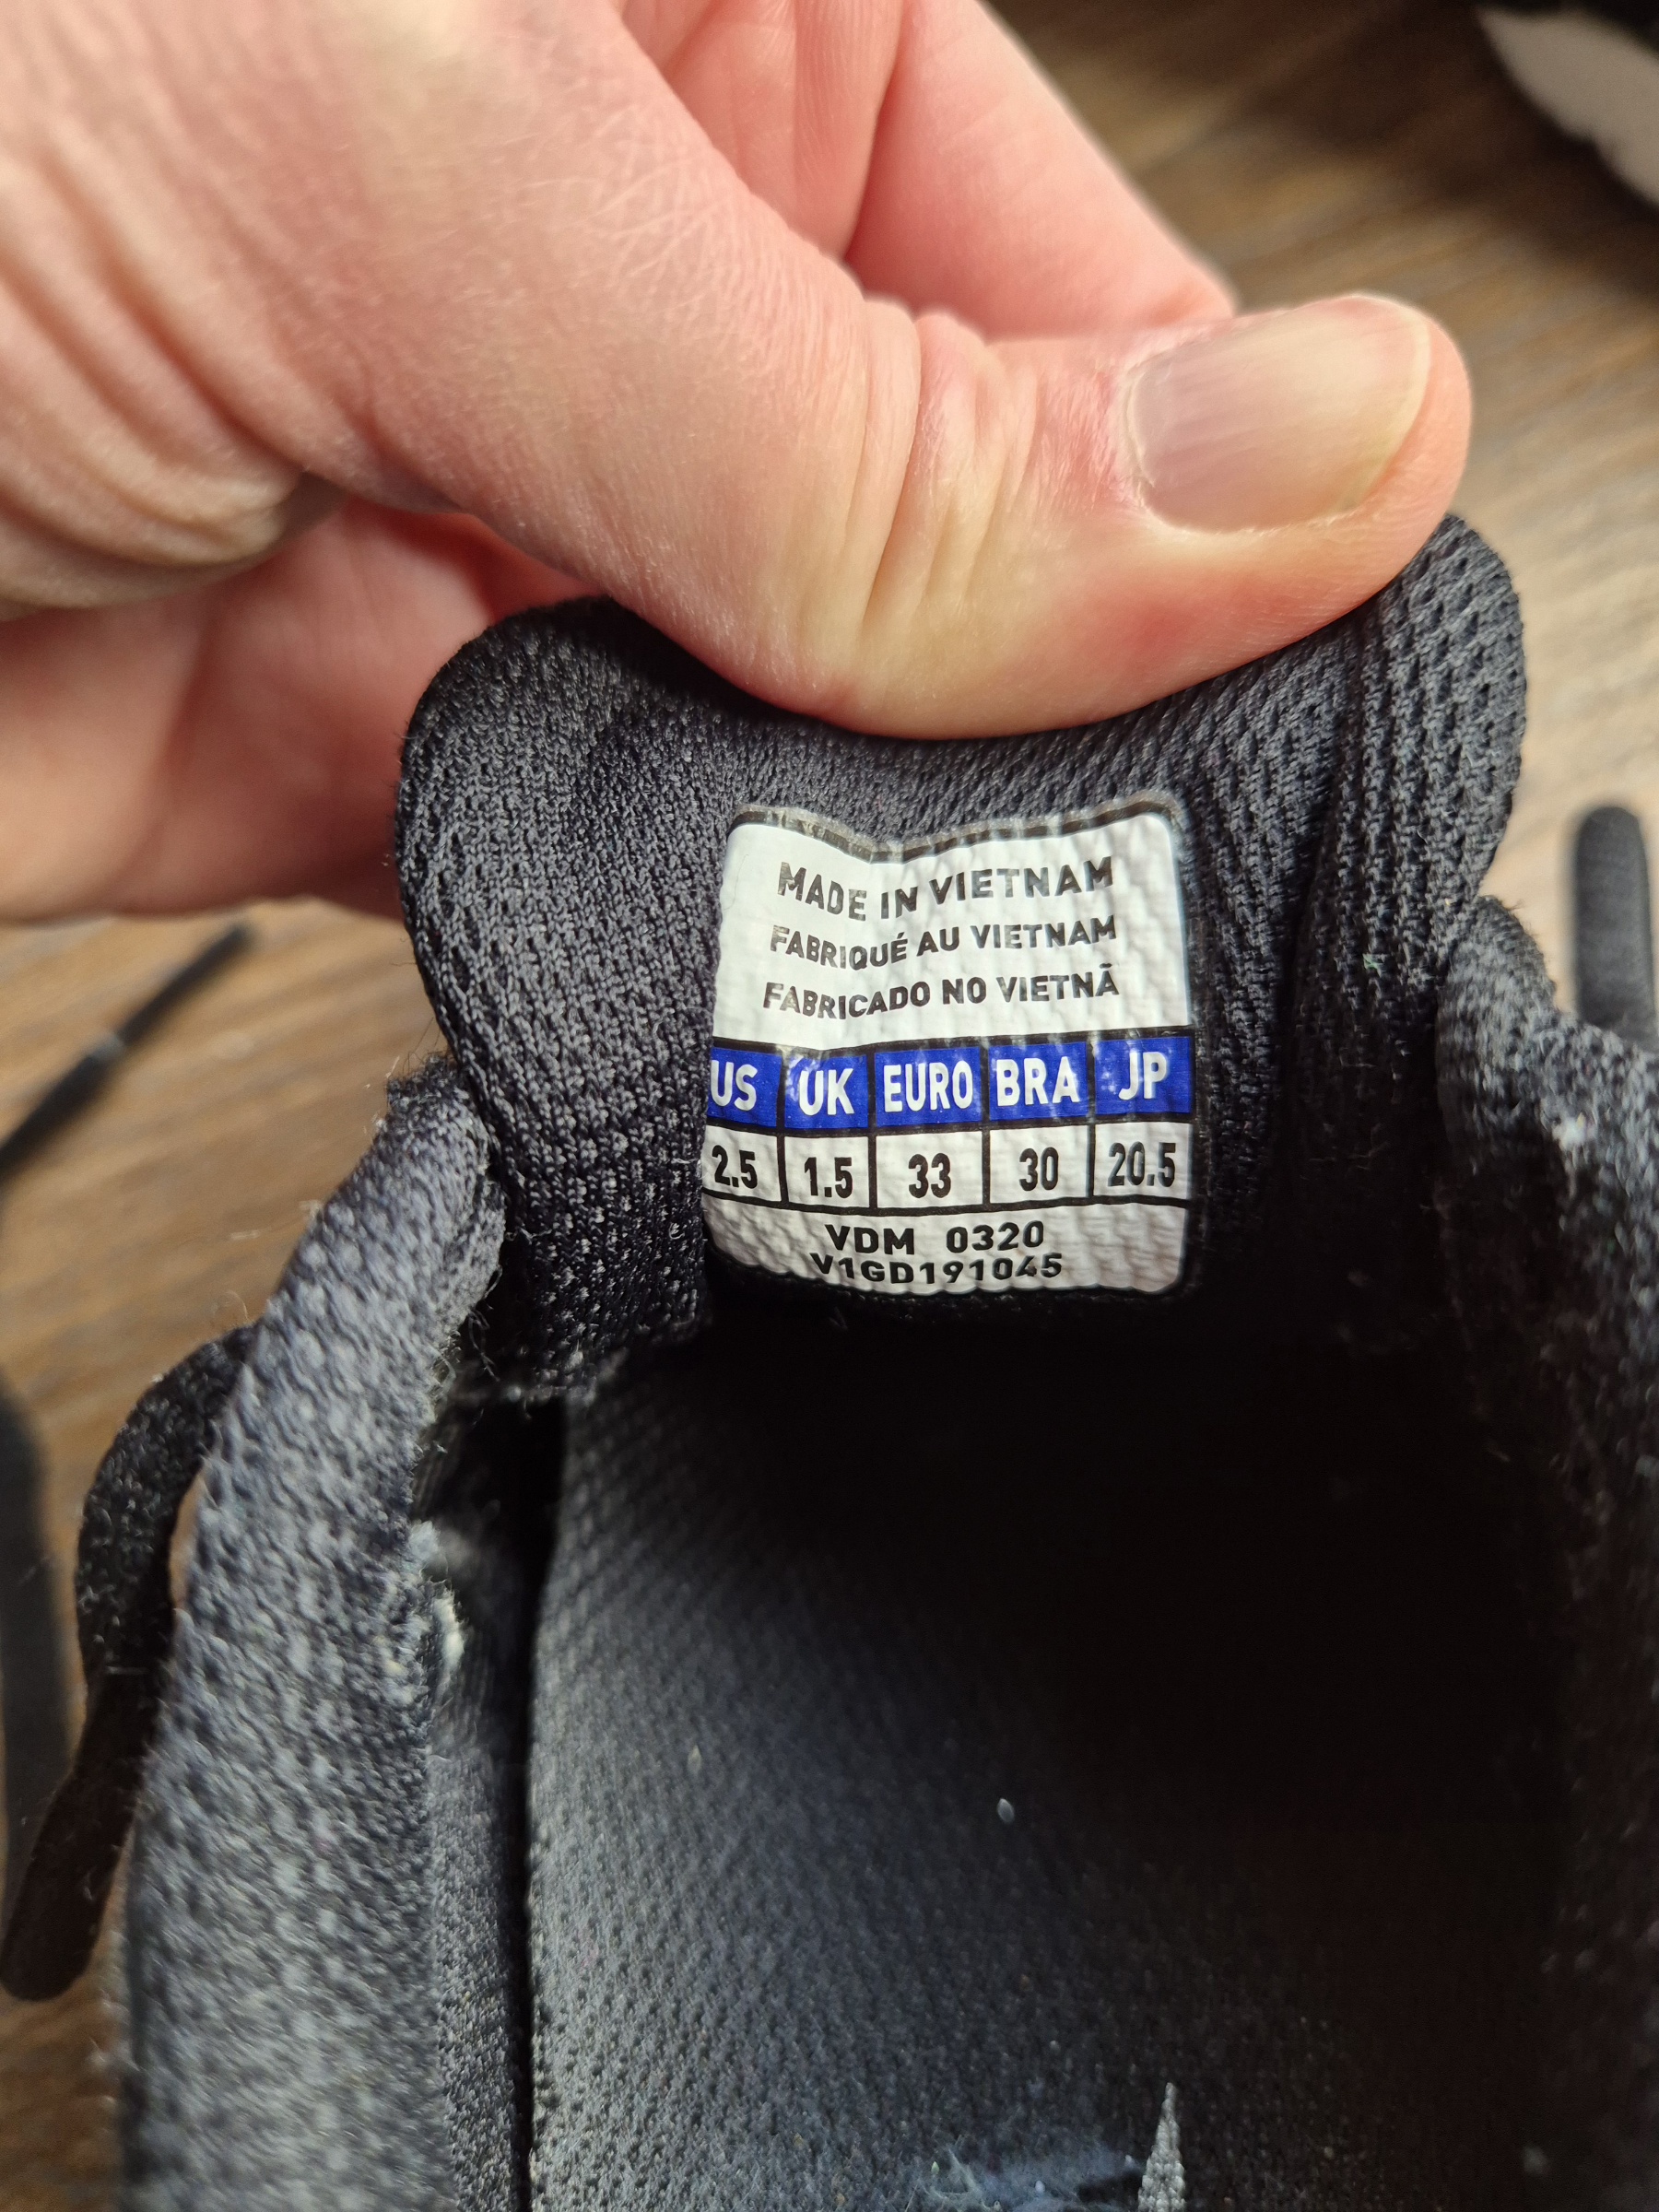 MADE IN VIETNAM
FABRIQUÉ AU VIETNAM
FABRICADO NO VIETNÃ
US UK EURO BRA JP
2.5 1.5 33 30 20.5
VDM 0320
V1GD191045